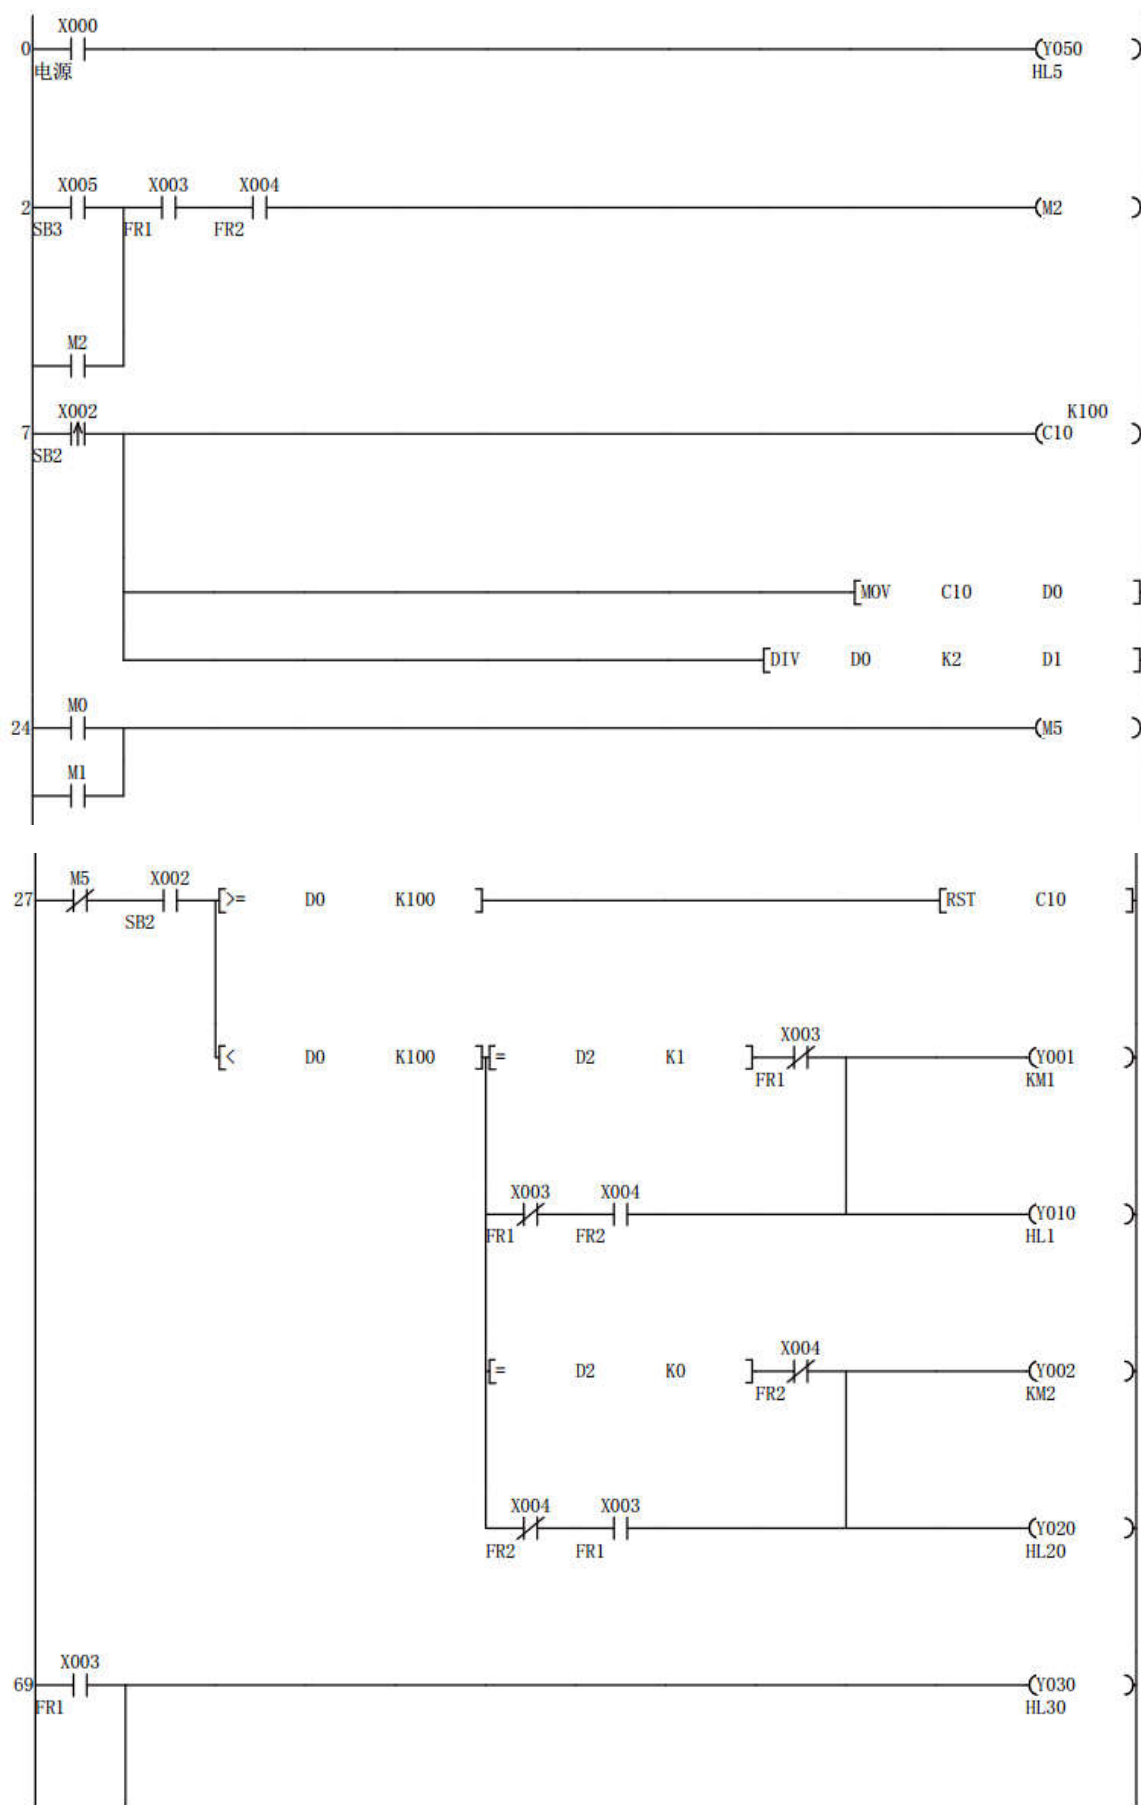 X000
0 (Y050 )
电源 HL5
X005 X003 X004
2 (M2 )
SB3 FR1 FR2
M2
X002 K100
7 (C10 )
SB2
[MOV C10 D0 ]
[DIV D0 K2 D1 ]
M0
24 (M5 )
M1
M5 X002
27 [>= D0 K100 ] [RST C10 ]
SB2
X003
[< D0 K100 ] [= D2 K1 ] (Y001 )
FR1 KM1
X003 X004
(Y010 )
FR1 FR2 HL1
X004
[= D2 K0 ] (Y002 )
FR2 KM2
X004 X003
(Y020 )
FR2 FR1 HL20
X003
69 (Y030 )
FR1 HL30